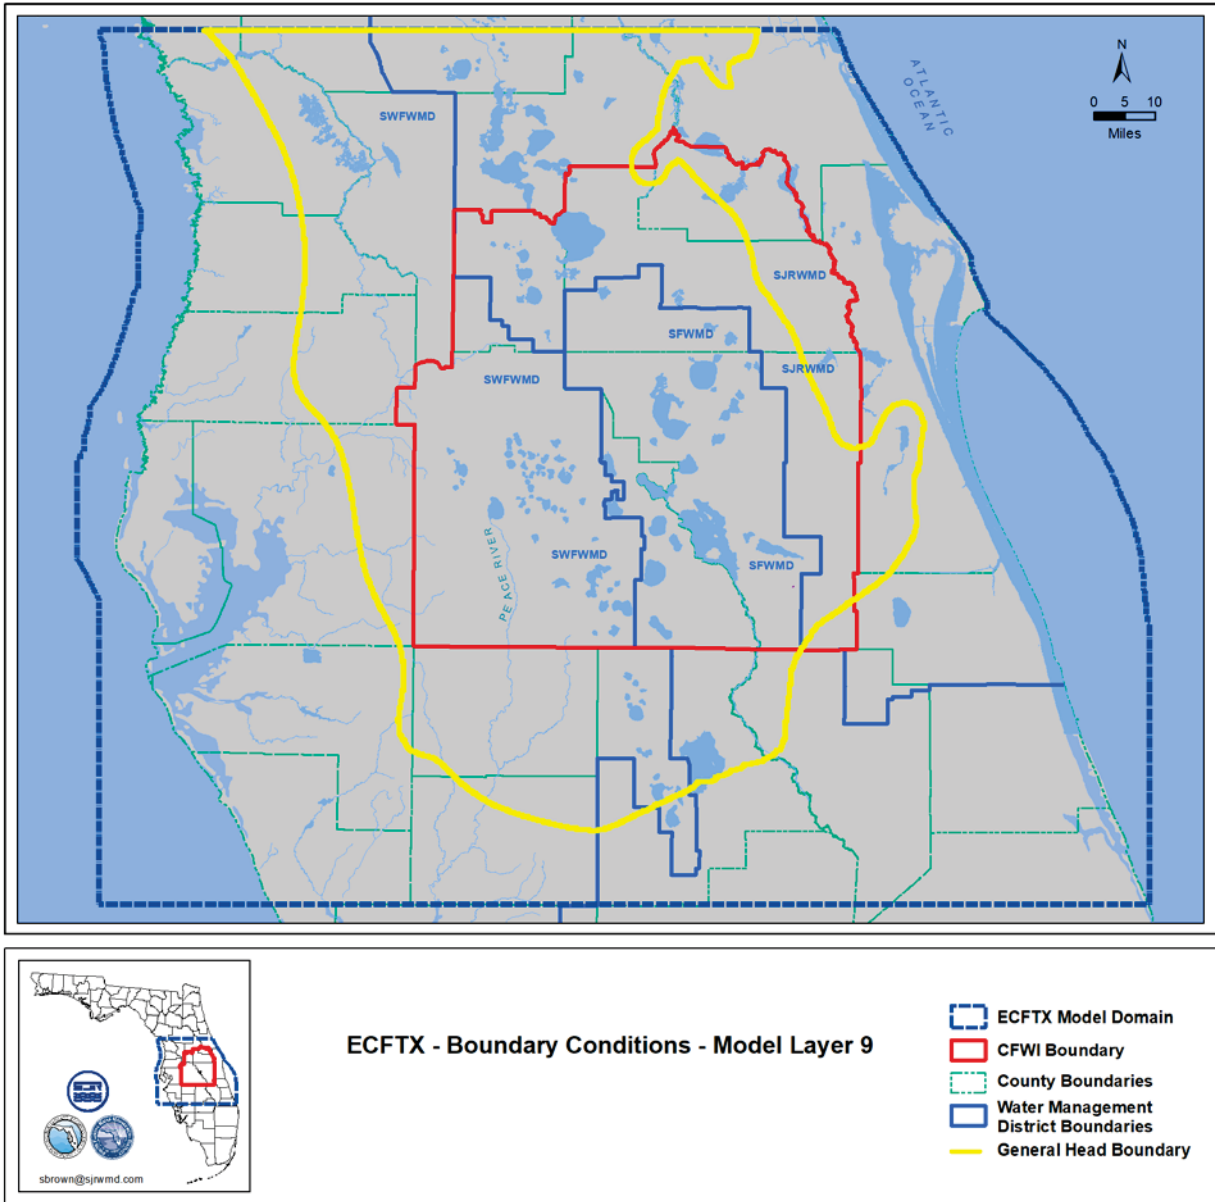 ATLANTIC
OCEAN
N
0 5 10
Miles
SWFWMD
SJRWMD
SFWMD
SJRWMD
SWFWMD
PEACE RIVER
SWFWMD
SFWMD
ECFTX - Boundary Conditions - Model Layer 9
ECFTX Model Domain
CFWI Boundary
County Boundaries
Water Management
District Boundaries
General Head Boundary
sbrown@sjrwmd.com